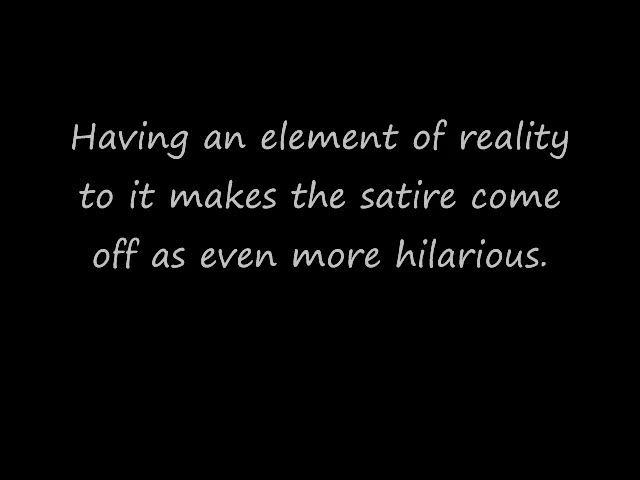 Having an element of reality
to it makes the satire come
off as even more hilarious.